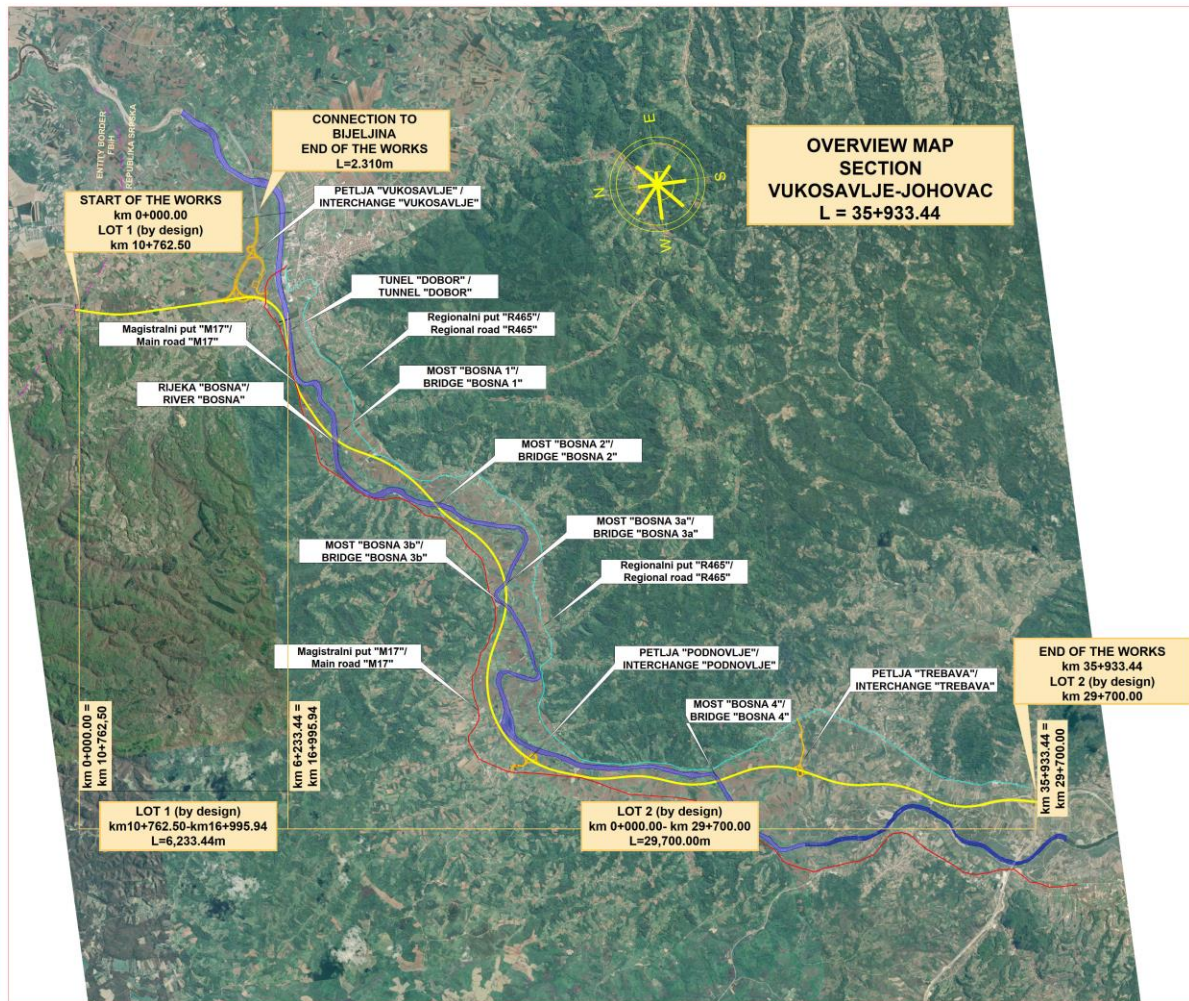 ENTITY BORDER
FBIH
REPUBLIKA SRPSKA
CONNECTION TO
BIJELJINA
END OF THE WORKS
L=2.310m
OVERVIEW MAP
SECTION
VUKOSAVLJE-JOHOVAC
L = 35+933.44
N
E
S
W
START OF THE WORKS
km 0+000.00
LOT 1 (by design)
km 10+762.50
PETLJA "VUKOSAVLJE" /
INTERCHANGE "VUKOSAVLJE"
TUNEL "DOBOR" /
TUNNEL "DOBOR"
Magistralni put "M17"/
Main road "M17"
Regionalni put "R465"/
Regional road "R465"
MOST "BOSNA 1"/
BRIDGE "BOSNA 1"
RIJEKA "BOSNA"/
RIVER "BOSNA"
MOST "BOSNA 2"/
BRIDGE "BOSNA 2"
MOST "BOSNA 3a"/
BRIDGE "BOSNA 3a"
MOST "BOSNA 3b"/
BRIDGE "BOSNA 3b"
Regionalni put "R465"/
Regional road "R465"
Magistralni put "M17"/
Main road "M17"
PETLJA "PODNOVLJE"/
INTERCHANGE "PODNOVLJE"
PETLJA "TREBAVA"/
INTERCHANGE "TREBAVA"
END OF THE WORKS
km 35+933.44
LOT 2 (by design)
km 29+700.00
MOST "BOSNA 4"/
BRIDGE "BOSNA 4"
km 0+000.00 =
km 10+762,50
km 6+233.44 =
km 16+995.94
km 35+933.44 =
km 29+700.00
LOT 1 (by design)
km10+762.50-km16+995.94
L=6,233.44m
LOT 2 (by design)
km 0+000.00- km 29+700.00
L=29,700.00m